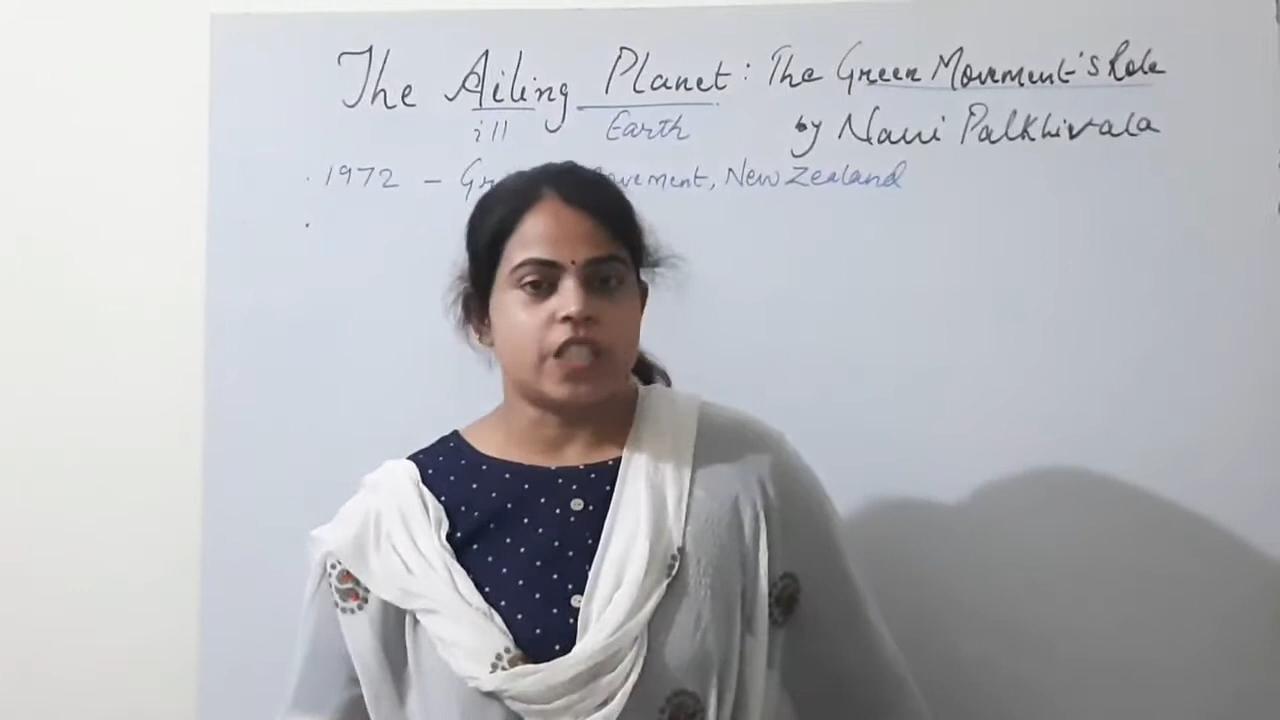 The Ailing Planet: The Green Movement's Role
ill Earth by Nani Palkhivala
. 1972 - Gr ovement, New Zealand
.